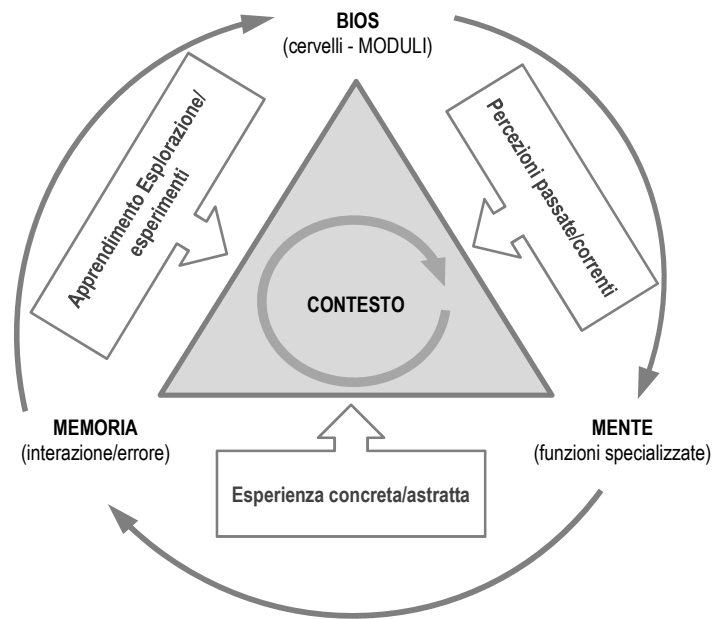 BIOS
(cervelli - MODULI)
Apprendimento Esplorazione/
esperimenti
Percezioni passate/correnti
CONTESTO
MEMORIA
(interazione/errore)
MENTE
(funzioni specializzate)
Esperienza concreta/astratta